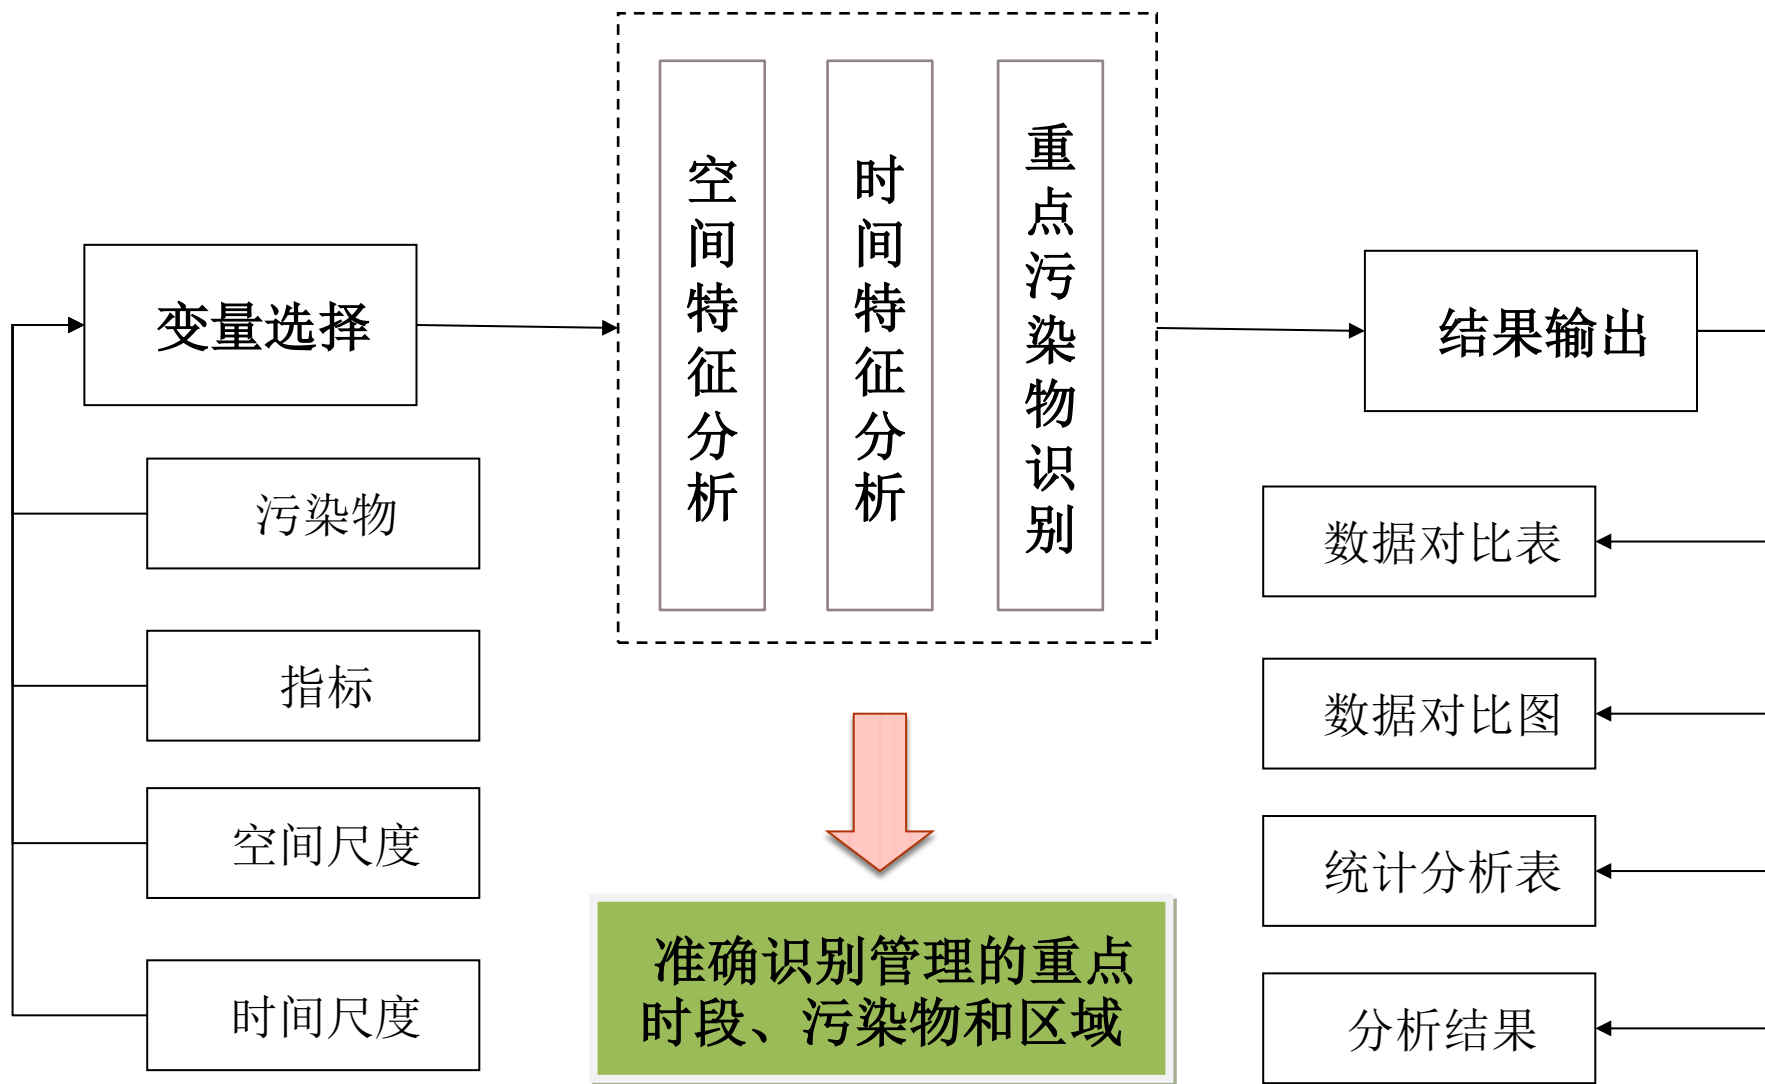 变量选择
污染物
指标
空间尺度
时间尺度
空间特征分析
时间特征分析
重点污染物识别
准确识别管理的重点
时段、污染物和区域
结果输出
数据对比表
数据对比图
统计分析表
分析结果